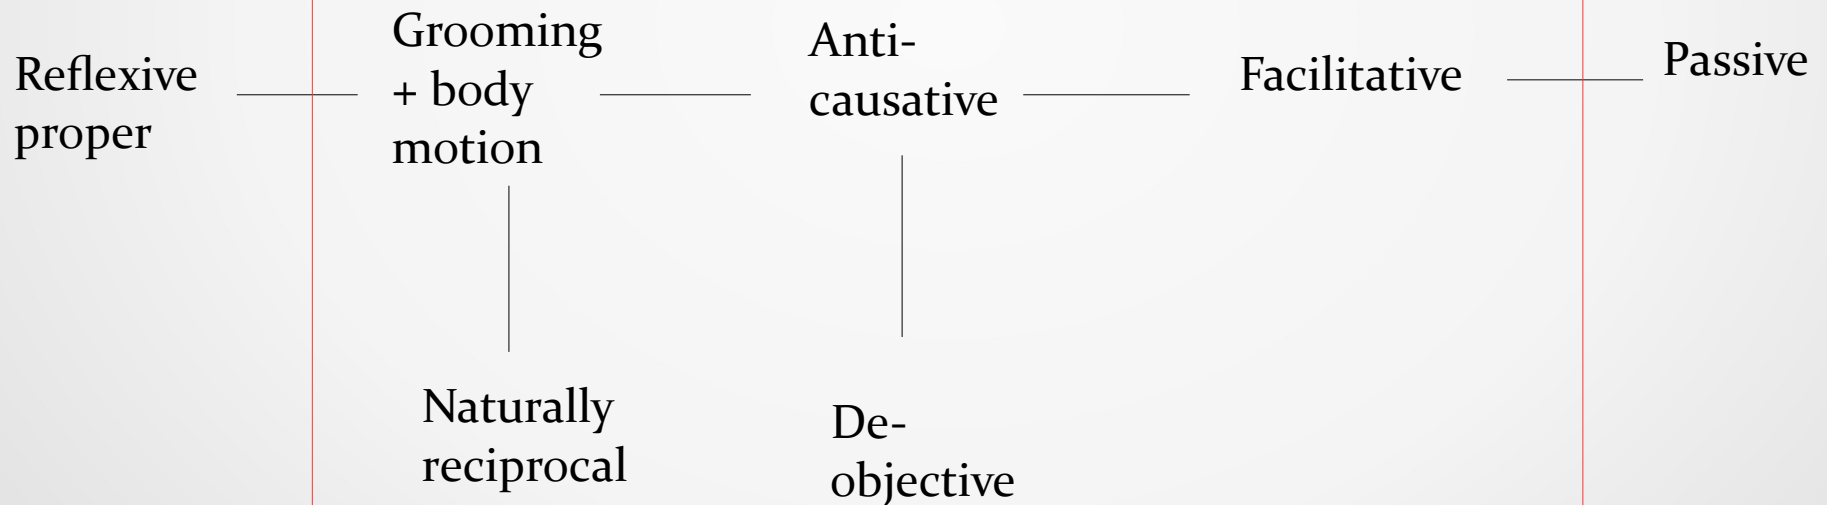 Reflexive
proper
Grooming
+ body
motion
Anti-
causative
Facilitative
Passive
Naturally
reciprocal
De-
objective